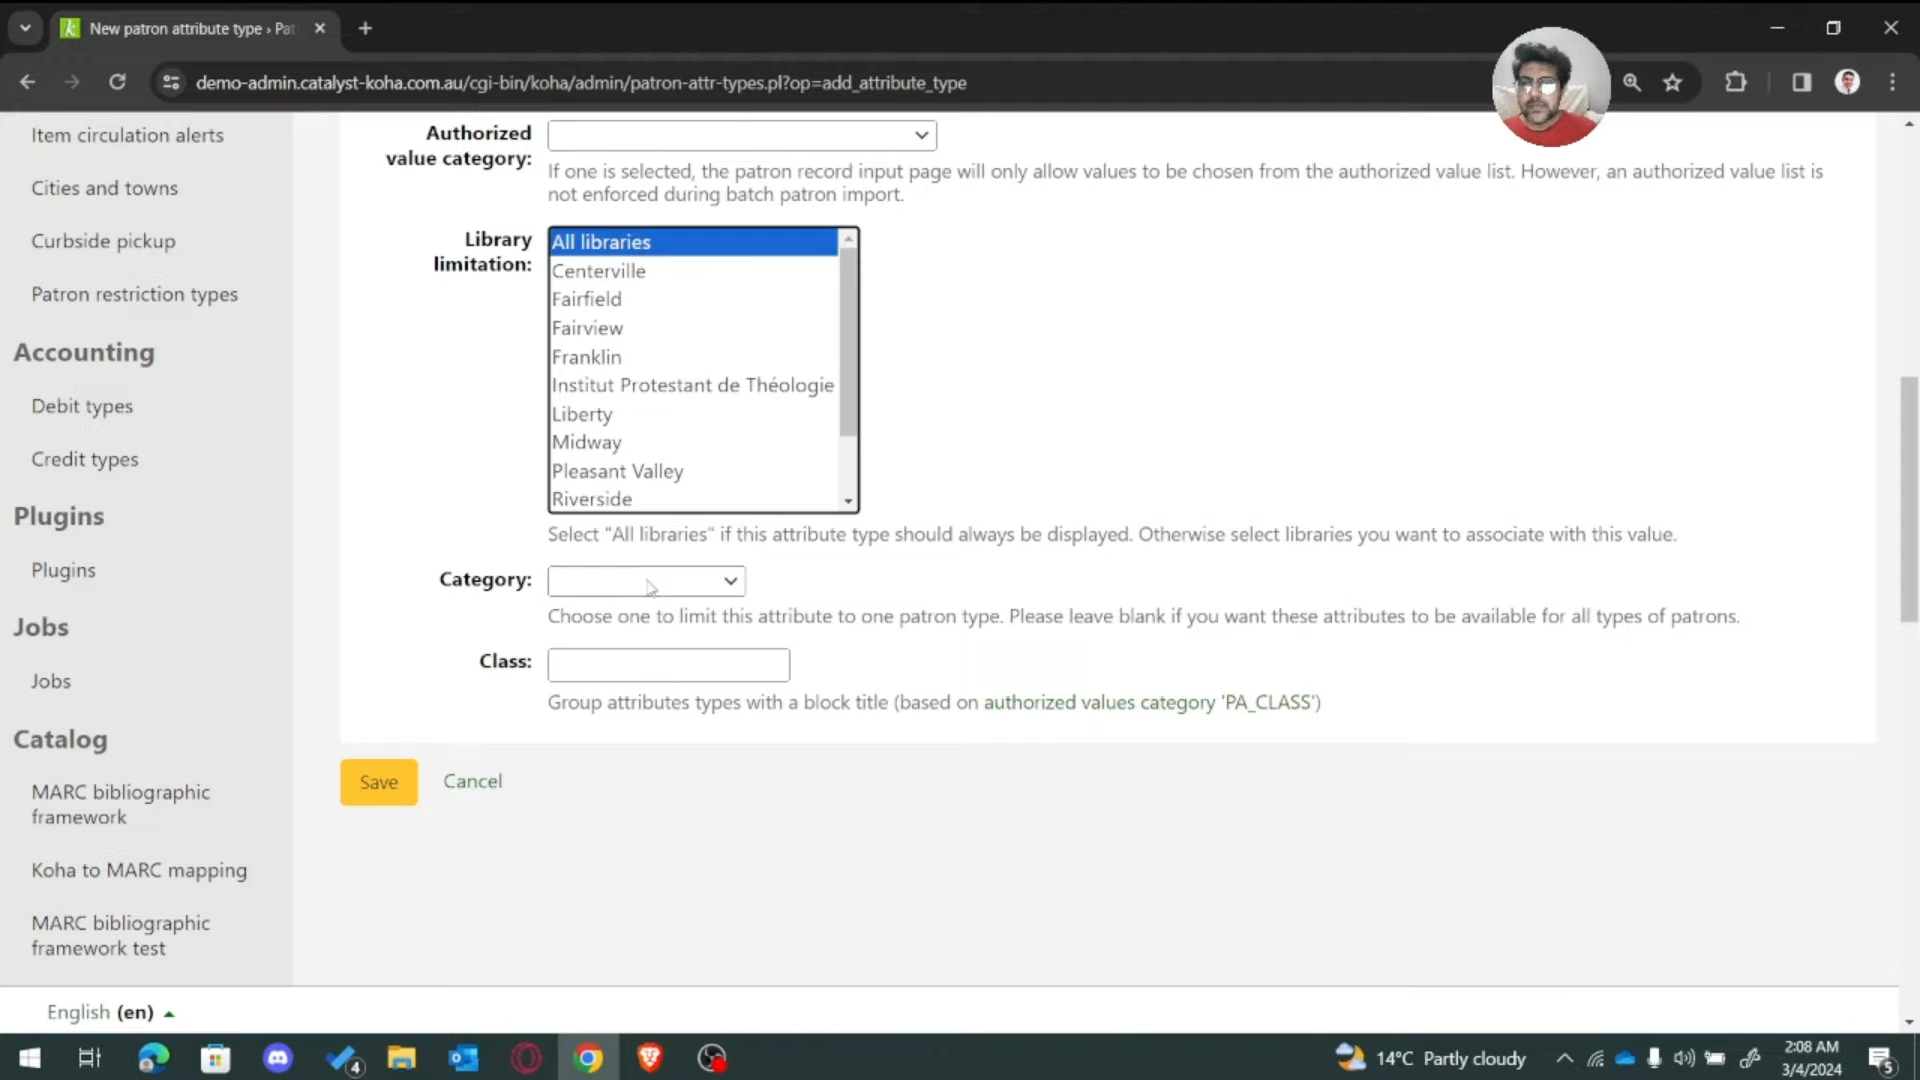 New patron attribute type › Pat
demo-admin.catalyst-koha.com.au/cgi-bin/koha/admin/patron-attr-types.pl?op=add_attribute_type
Item circulation alerts
Cities and towns
Curbside pickup
Patron restriction types
Accounting
Debit types
Credit types
Plugins
Plugins
Jobs
Jobs
Catalog
MARC bibliographic
framework
Koha to MARC mapping
MARC bibliographic
framework test
Authorized
value category:
If one is selected, the patron record input page will only allow values to be chosen from the authorized value list. However, an authorized value list is
not enforced during batch patron import.
Library
limitation:
All libraries
Centerville
Fairfield
Fairview
Franklin
Institut Protestant de Théologie
Liberty
Midway
Pleasant Valley
Riverside
Select "All libraries" if this attribute type should always be displayed. Otherwise select libraries you want to associate with this value.
Category:
Choose one to limit this attribute to one patron type. Please leave blank if you want these attributes to be available for all types of patrons.
Class:
Group attributes types with a block title (based on authorized values category 'PA_CLASS')
Save Cancel
English (en)
4
14°C Partly cloudy
2:08 AM
3/4/2024
5